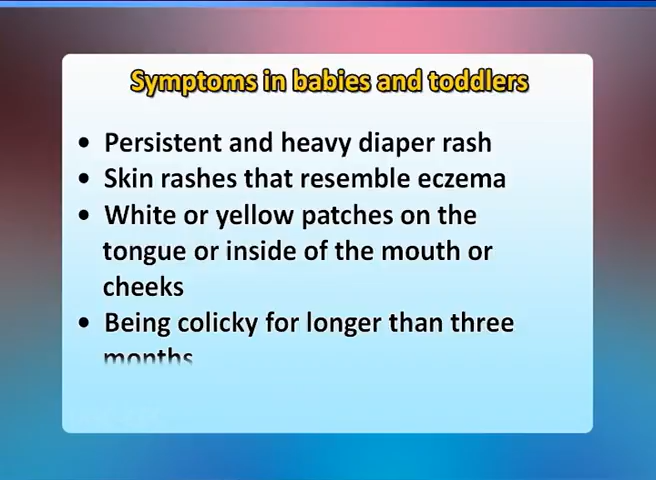 Symptoms in babies and toddlers
• Persistent and heavy diaper rash
• Skin rashes that resemble eczema
• White or yellow patches on the
tongue or inside of the mouth or
cheeks
• Being colicky for longer than three
months